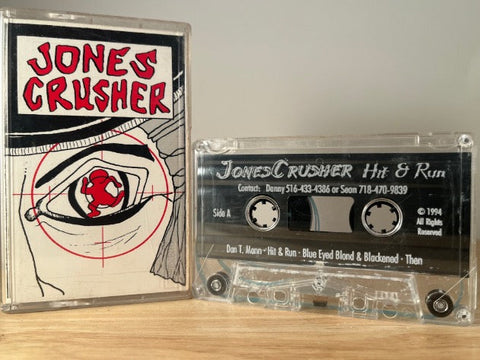 JONES
CRUSHER
JONESCRUSHER Hit & Run
Contact: Danny 516-433-4386 or Sean 718-470-9839
Side A
© 1994
All Rights
Reserved
Dan T. Mann - Hit & Run - Blue Eyed Blond & Blackened - Then